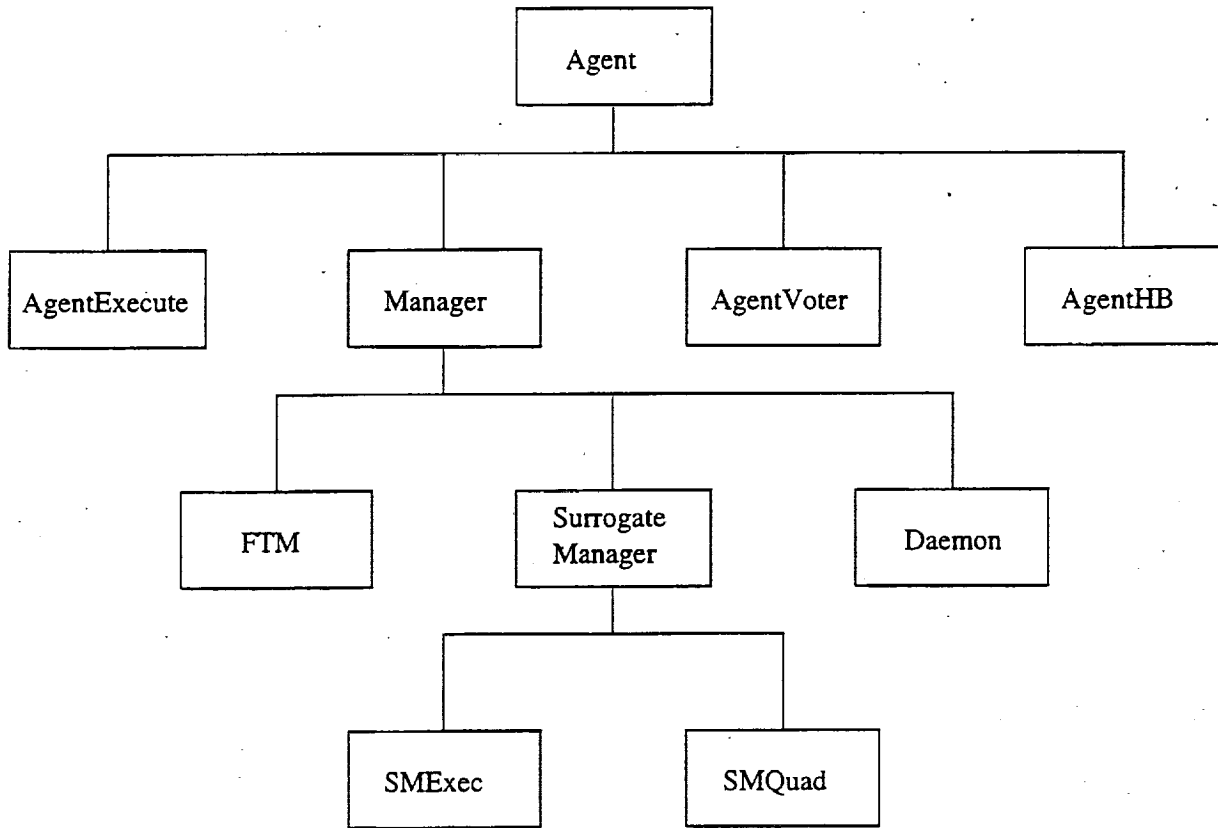 Agent
AgentExecute
Manager
AgentVoter
AgentHB
FTM
Surrogate
Manager
Daemon
SMExec
SMQuad